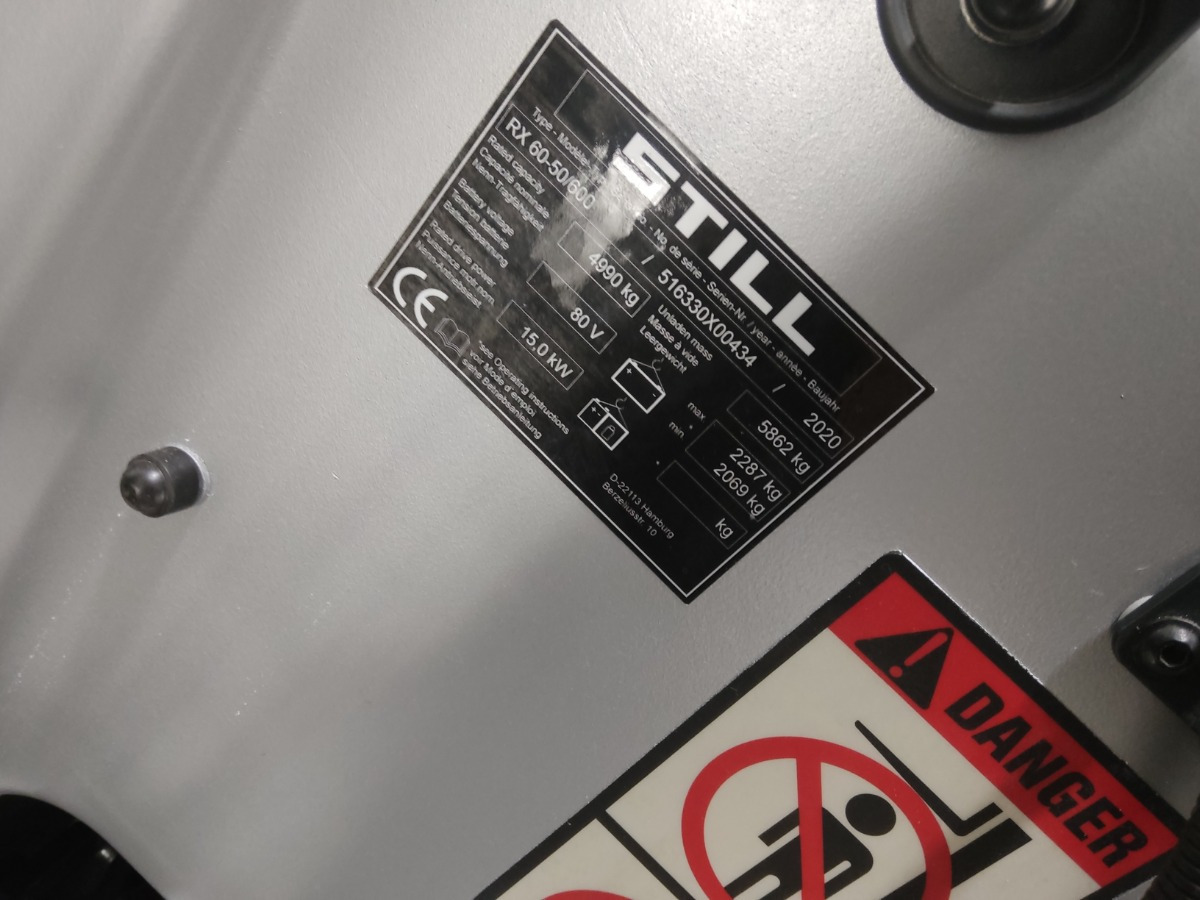 STILL
Type - Modèle - No. de série - Serien-Nr. / year - année - Baujahr
RX 60-50/600 / 516330X00434 / 2020
Rated capacity
Capacité nominale
Nenn-Tragfähigkeit
4990 kg
Unladen mass
Masse à vide
Leergewicht
5862 kg
Battery voltage
Tension batterie
Batteriespannung
80 V
max
2287 kg
min
2069 kg
Rated drive power
Puissance motr.nom.
Nenn-Antriebsleist.
15,0 kW
kg
CE
*see Operating instructions
voir Mode d'emploi
siehe Betriebsanleitung
D-22113 Hamburg
Berzeliusstr. 10
DANGER